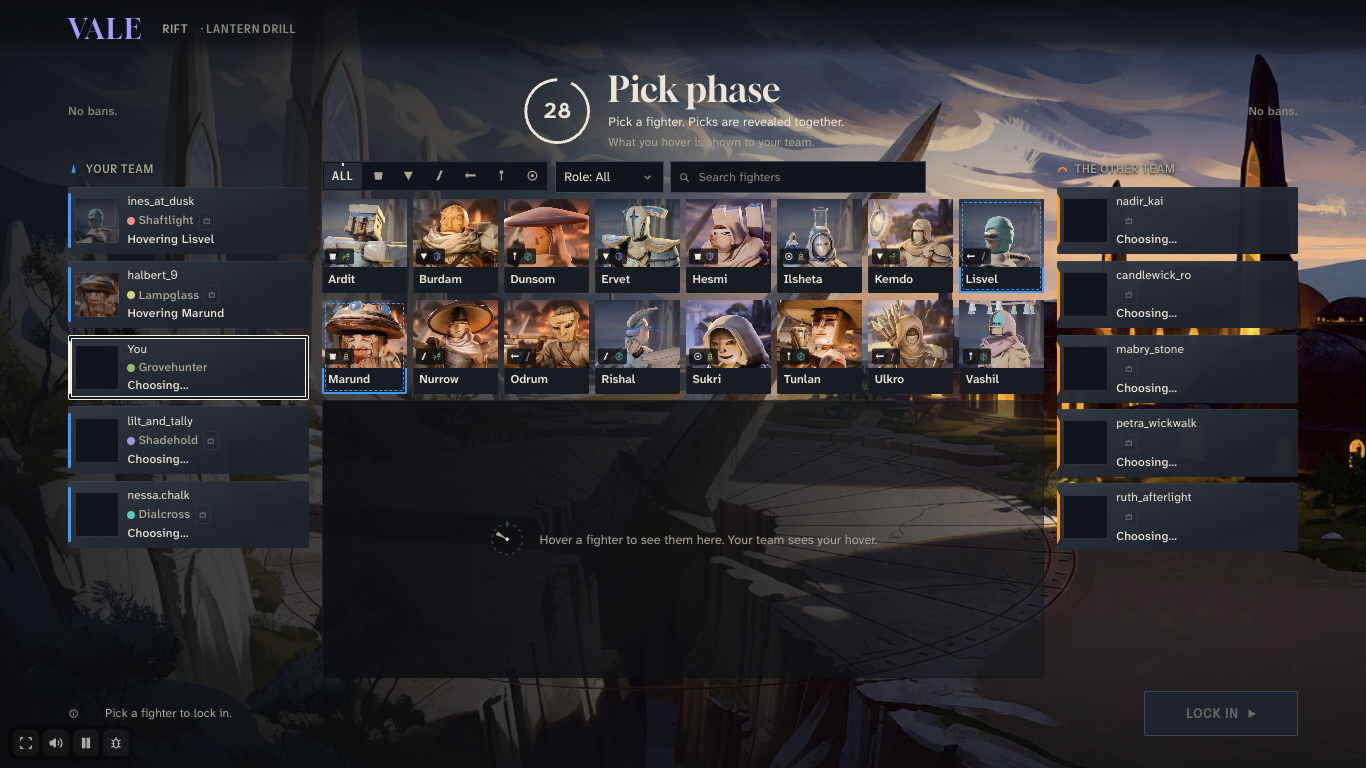 VALE RIFT · LANTERN DRILL
No bans.
28
Pick phase
Pick a fighter. Picks are revealed together.
What you hover is shown to your team.
No bans.
YOUR TEAM
ines_at_dusk
Shaftlight
Hovering Lisvel
halbert_9
Lampglass
Hovering Marund
You
Grovehunter
Choosing...
lilt_and_tally
Shadehold
Choosing...
nessa.chalk
Dialcross
Choosing...
ALL
Role: All
Search fighters
Ardit
Burdam
Dunsom
Ervet
Hesmi
Ilsheta
Kemdo
Lisvel
Marund
Nurrow
Odrum
Rishal
Sukri
Tunlan
Ulkro
Vashil
Hover a fighter to see them here. Your team sees your hover.
THE OTHER TEAM
nadir_kai
Choosing...
candlewick_ro
Choosing...
mabry_stone
Choosing...
petra_wickwalk
Choosing...
ruth_afterlight
Choosing...
Pick a fighter to lock in.
LOCK IN